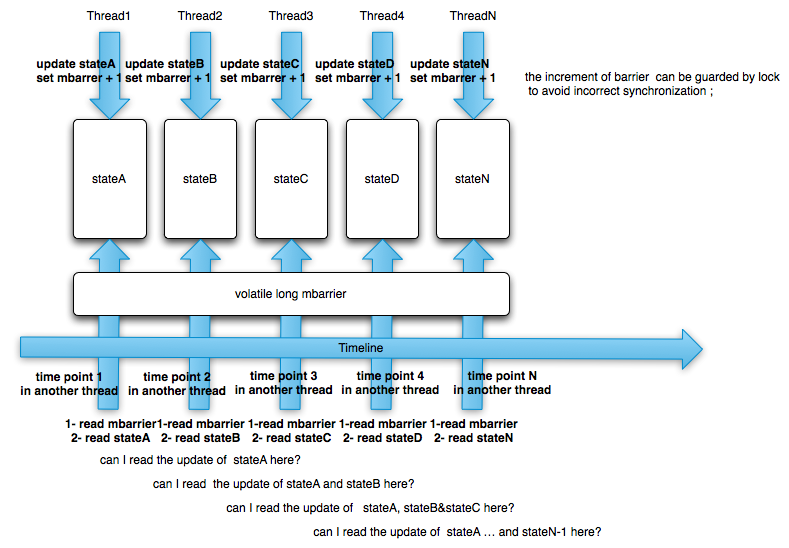 Thread1 Thread2 Thread3 Thread4 ThreadN
update stateA update stateB update stateC update stateD update stateN
set mbarrer + 1 set mbarrer + 1 set mbarrer + 1 set mbarrer + 1 set mbarrer + 1
the increment of barrier can be guarded by lock
to avoid incorrect synchronization ;
stateA stateB stateC stateD stateN
volatile long mbarrier
Timeline
time point 1 time point 2 time point 3 time point 4 time point N
in another thread in another thread in another thread in another thread in another thread
1- read mbarrier 1-read mbarrier 1-read mbarrier 1-read mbarrier 1-read mbarrier
2- read stateA 2- read stateB 2- read stateC 2- read stateD 2- read stateN
can I read the update of stateA here?
can I read the update of stateA and stateB here?
can I read the update of stateA, stateB&stateC here?
can I read the update of stateA ... and stateN-1 here?